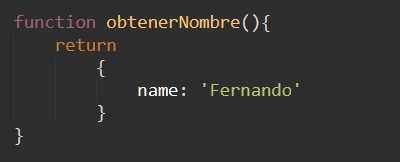 function obtenerNombre(){
    return
        {
            name: 'Fernando'
        }
}